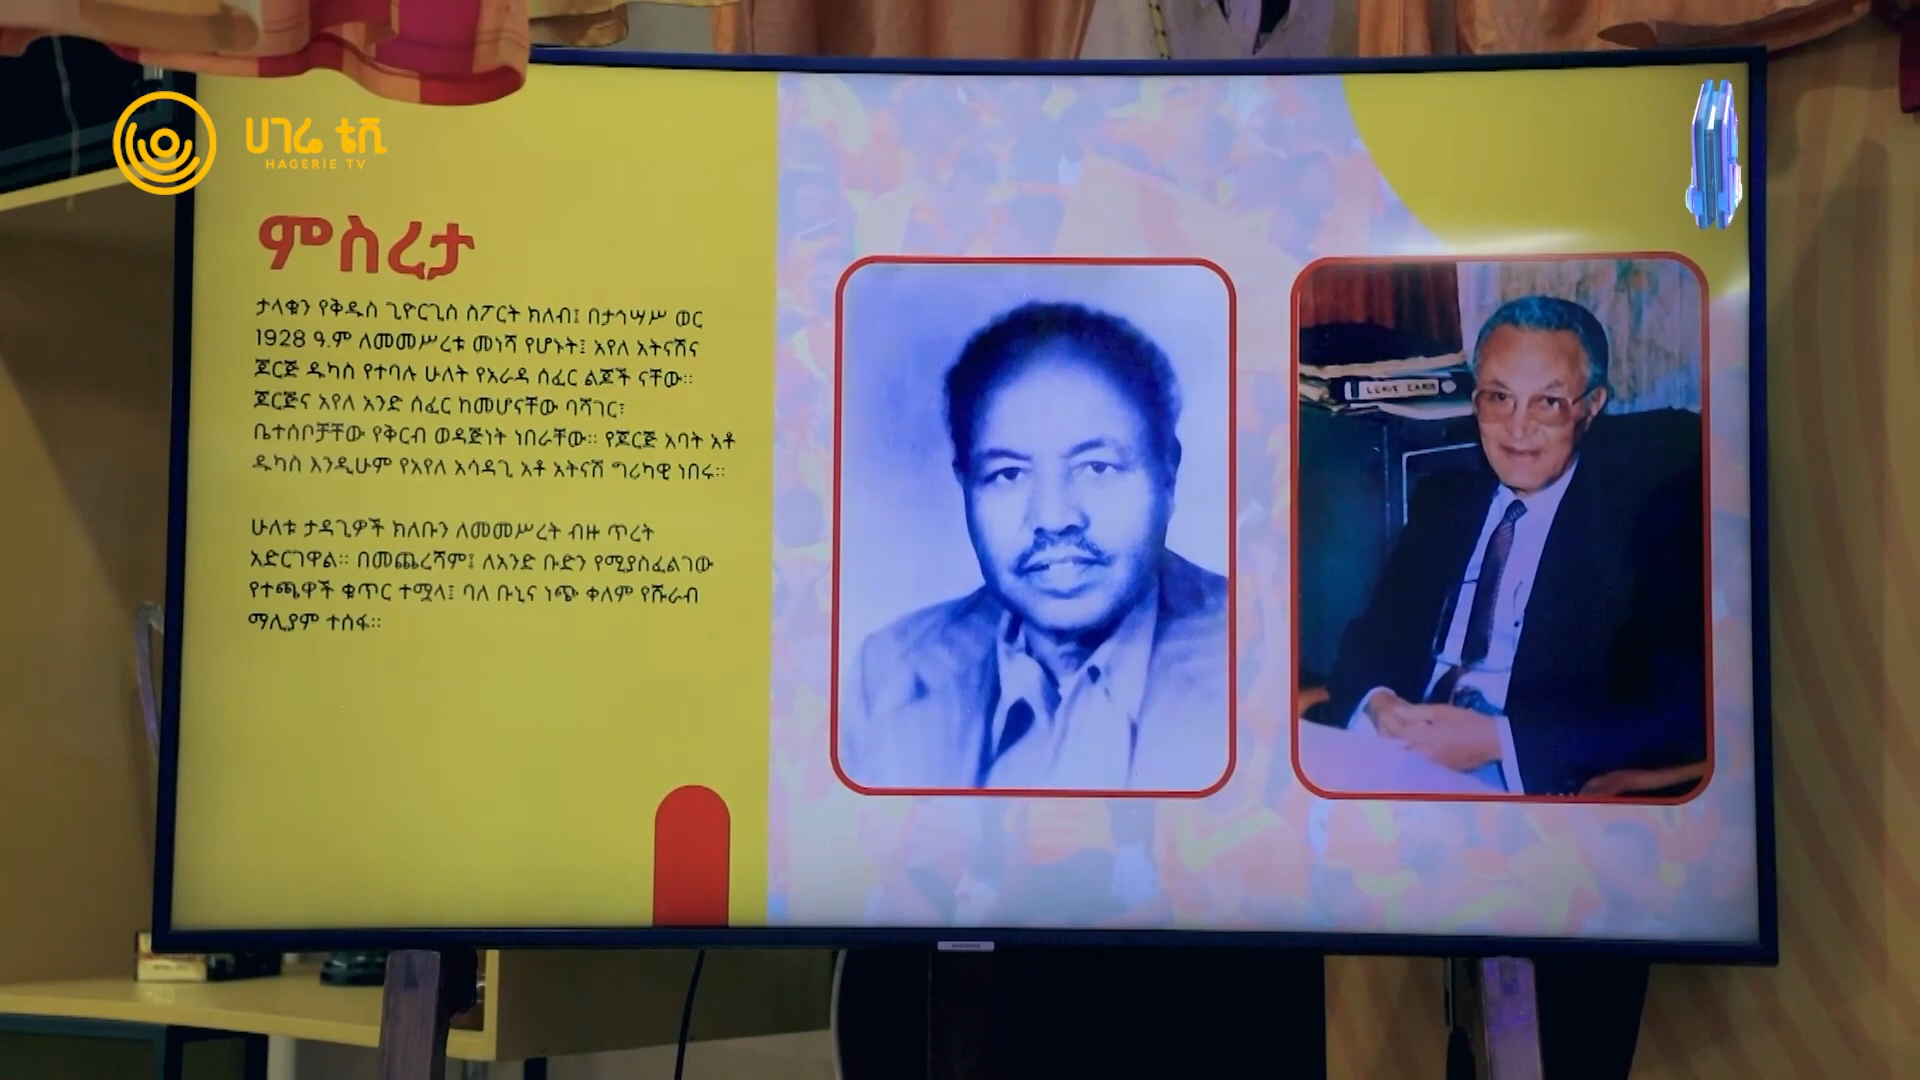 ሀገሬ ቴቪ
HAGERIE TV
ምስረታ
ታላቁን የቅዱስ ጊዮርጊስ ስፖርት ክለብ፤ በታኅሣሥ ወር
1928 ዓ.ም ለመመሥረቱ መነሻ የሆኑት፤ አየለ አትናሽና
ጆርጅ ዱካስ የተባሉ ሁለት የአራዳ ሰፈር ልጆች ናቸው።
ጆርጅና አየለ አንድ ሰፈር ከመሆናቸው ባሻገር፣
ቤተሰቦቻቸው የቅርብ ወዳጅነት ነበራቸው። የጆርጅ አባት አቶ
ዱካስ እንዲሁም የአየለ አሳዳጊ አቶ አትናሽ ግሪካዊ ነበሩ።
ሁለቱ ታዳጊዎች ክለቡን ለመመሥረት ብዙ ጥረት
አድርገዋል። በመጨረሻም፤ ለአንድ ቡድን የሚያስፈልገው
የተጫዋች ቁጥር ተሟላ፤ ባለ ቡኒና ነጭ ቀለም የሹራብ
ማሊያም ተሰፋ።
LEAVE CARDS